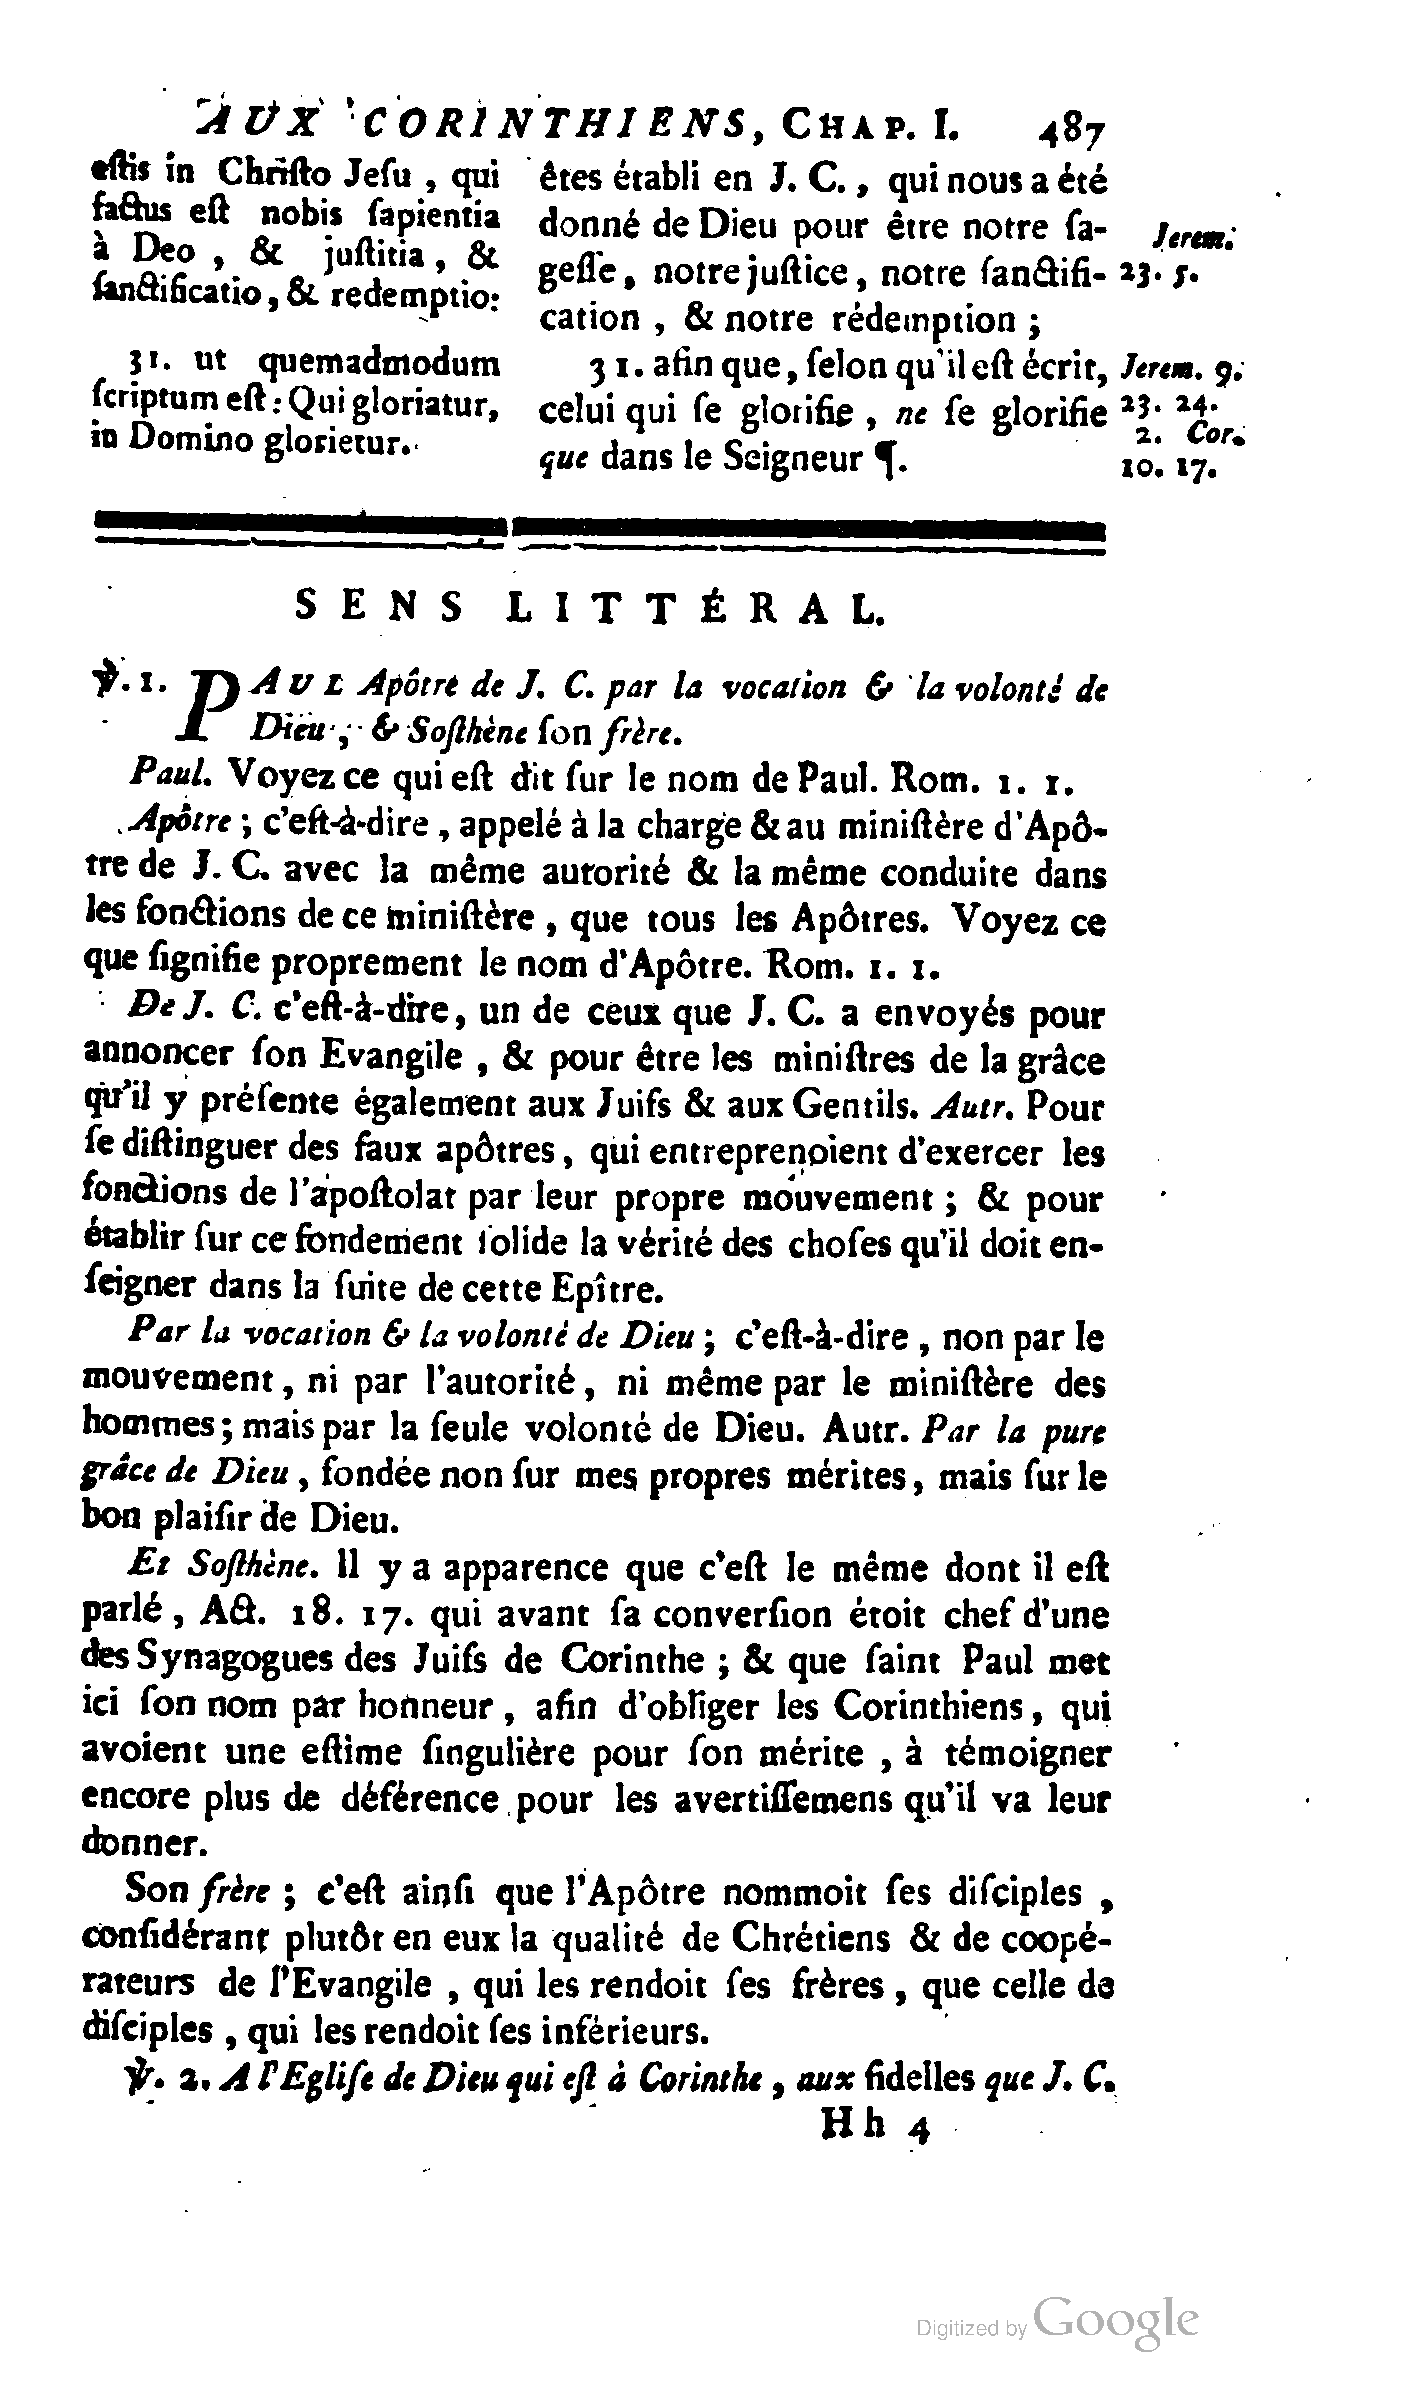 AUX CORINTHIENS, CHAP. I. 487
eſtis in Chriſto Jeſu , qui
factus eſt nobis ſapientia
à Deo , & juſtitia , &
ſanctificatio, & redemptio:
31. ut quemadmodum
ſcriptum eſt : Qui gloriatur,
in Domino glorietur.
êtes établi en J. C. , qui nous a été
donné de Dieu pour être notre ſa-
geſſe, notre juſtice, notre ſanctifi-
cation , & notre rédemption ;
31. afin que, ſelon qu'il eſt écrit,
celui qui ſe glorifie , ne ſe glorifie
que dans le Seigneur ¶.
Jerem.
23. 5.
Jerem. 9.
23. 24.
2. Cor.
10. 17.
SENS LITTÉRAL.
℣. 1. PAUL Apôtre de J. C. par la vocation & la volonté de
Dieu ; & Soſthène ſon frère.
Paul. Voyez ce qui eſt dit ſur le nom de Paul. Rom. 1. 1.
Apôtre ; c'eſt-à-dire , appelé à la charge & au miniſtère d'Apô-
tre de J. C. avec la même autorité & la même conduite dans
les fonctions de ce miniſtère , que tous les Apôtres. Voyez ce
que ſignifie proprement le nom d'Apôtre. Rom. 1. 1.
De J. C. c'eſt-à-dire, un de ceux que J. C. a envoyés pour
annoncer ſon Evangile , & pour être les miniſtres de la grâce
qu'il y préſente également aux Juifs & aux Gentils. Autr. Pour
ſe diſtinguer des faux apôtres, qui entreprenoient d'exercer les
fonctions de l'apoſtolat par leur propre mouvement ; & pour
établir ſur ce fondement ſolide la vérité des choſes qu'il doit en-
ſeigner dans la ſuite de cette Epître.
Par la vocation & la volonté de Dieu ; c'eſt-à-dire , non par le
mouvement, ni par l'autorité, ni même par le miniſtère des
hommes; mais par la ſeule volonté de Dieu. Autr. Par la pure
grâce de Dieu , fondée non ſur mes propres mérites, mais ſur le
bon plaiſir de Dieu.
Et Soſthène. Il y a apparence que c'eſt le même dont il eſt
parlé , Act. 18. 17. qui avant ſa converſion étoit chef d'une
des Synagogues des Juifs de Corinthe ; & que ſaint Paul met
ici ſon nom par honneur , afin d'obliger les Corinthiens, qui
avoient une eſtime ſingulière pour ſon mérite , à témoigner
encore plus de déférence pour les avertiſſemens qu'il va leur
donner.
Son frère ; c'eſt ainſi que l'Apôtre nommoit ſes diſciples ,
conſidérant plutôt en eux la qualité de Chrétiens & de coopé-
rateurs de l'Evangile , qui les rendoit ſes frères , que celle de
diſciples , qui les rendoit ſes inférieurs.
℣. 2. A l'Egliſe de Dieu qui eſt à Corinthe , aux fidelles que J. C.
Hh 4
Digitized by Google